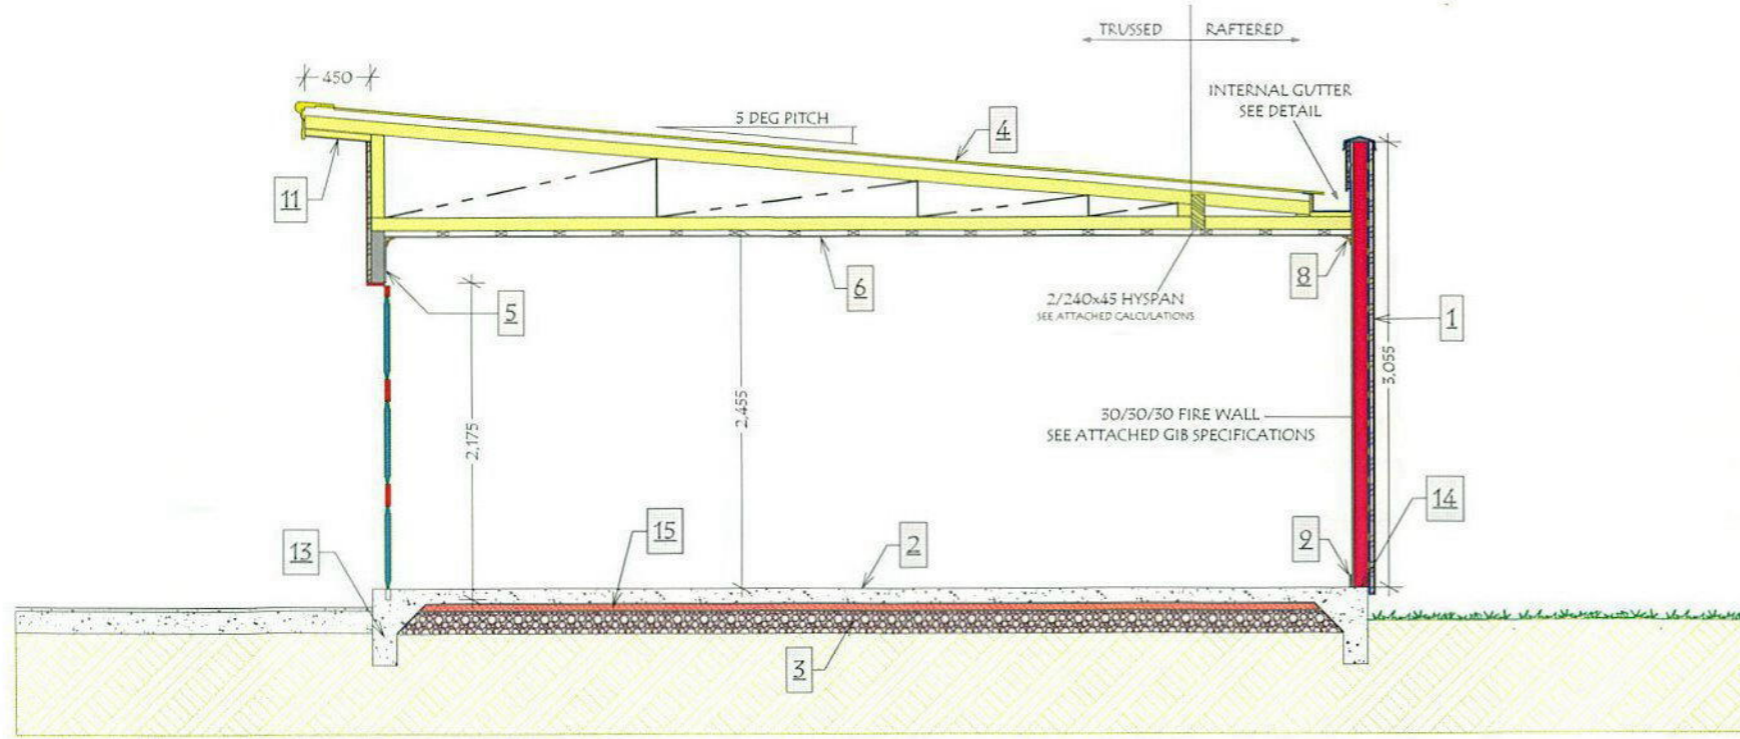 TRUSSED RAFTERED
450
INTERNAL GUTTER
SEE DETAIL
5 DEG PITCH
4
11
8
6
5
2/240x45 HYSPAN
SEE ATTACHED CALCULATIONS
1
3,055
2,455
2,175
30/30/30 FIRE WALL
SEE ATTACHED GIB SPECIFICATIONS
14
15
13
2
9
3